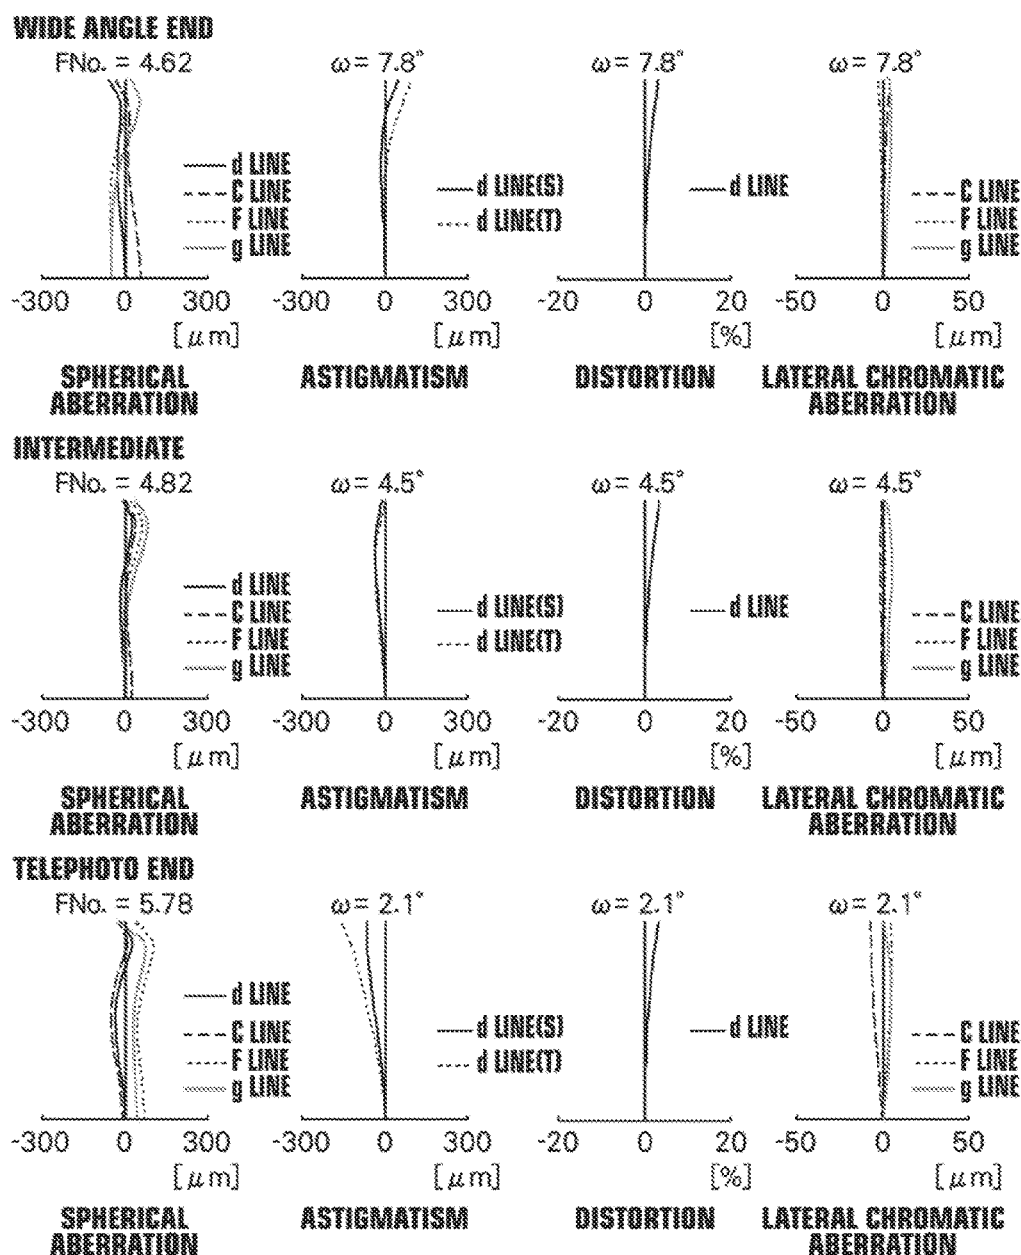 WIDE ANGLE END
FNo. = 4.62
ω = 7.8°
ω = 7.8°
ω = 7.8°
d LINE
C LINE
F LINE
g LINE
d LINE(S)
d LINE(T)
d LINE
C LINE
F LINE
g LINE
-300 0 300
-300 0 300
-20 0 20
-50 0 50
[μm]
[μm]
[%]
[μm]
SPHERICAL
ABERRATION
ASTIGMATISM
DISTORTION
LATERAL CHROMATIC
ABERRATION
INTERMEDIATE
FNo. = 4.82
ω = 4.5°
ω = 4.5°
ω = 4.5°
d LINE
C LINE
F LINE
g LINE
d LINE(S)
d LINE(T)
d LINE
C LINE
F LINE
g LINE
-300 0 300
-300 0 300
-20 0 20
-50 0 50
[μm]
[μm]
[%]
[μm]
SPHERICAL
ABERRATION
ASTIGMATISM
DISTORTION
LATERAL CHROMATIC
ABERRATION
TELEPHOTO END
FNo. = 5.78
ω = 2.1°
ω = 2.1°
ω = 2.1°
d LINE
C LINE
F LINE
g LINE
d LINE(S)
d LINE(T)
d LINE
C LINE
F LINE
g LINE
-300 0 300
-300 0 300
-20 0 20
-50 0 50
[μm]
[μm]
[%]
[μm]
SPHERICAL
ABERRATION
ASTIGMATISM
DISTORTION
LATERAL CHROMATIC
ABERRATION